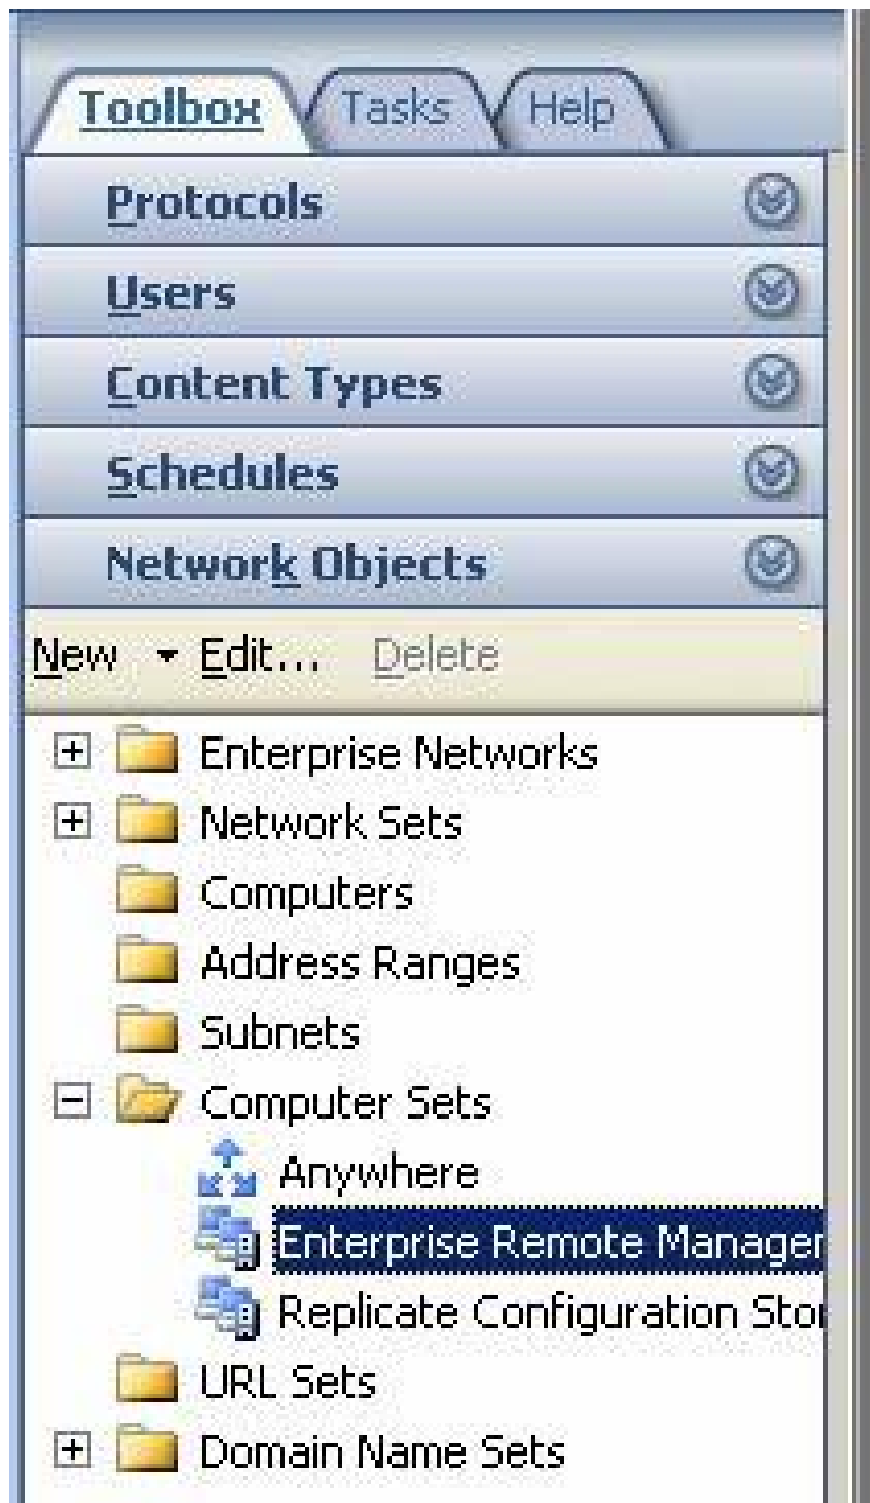 Toolbox Tasks Help
Protocols
Users
Content Types
Schedules
Network Objects
New Edit... Delete
Enterprise Networks
Network Sets
Computers
Address Ranges
Subnets
Computer Sets
Anywhere
Enterprise Remote Manager
Replicate Configuration Sto
URL Sets
Domain Name Sets